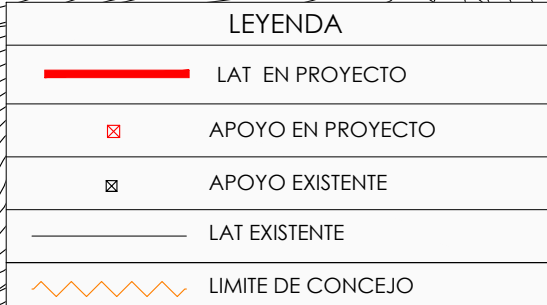 LEYENDA
LAT EN PROYECTO
APOYO EN PROYECTO
APOYO EXISTENTE
LAT EXISTENTE
LIMITE DE CONCEJO